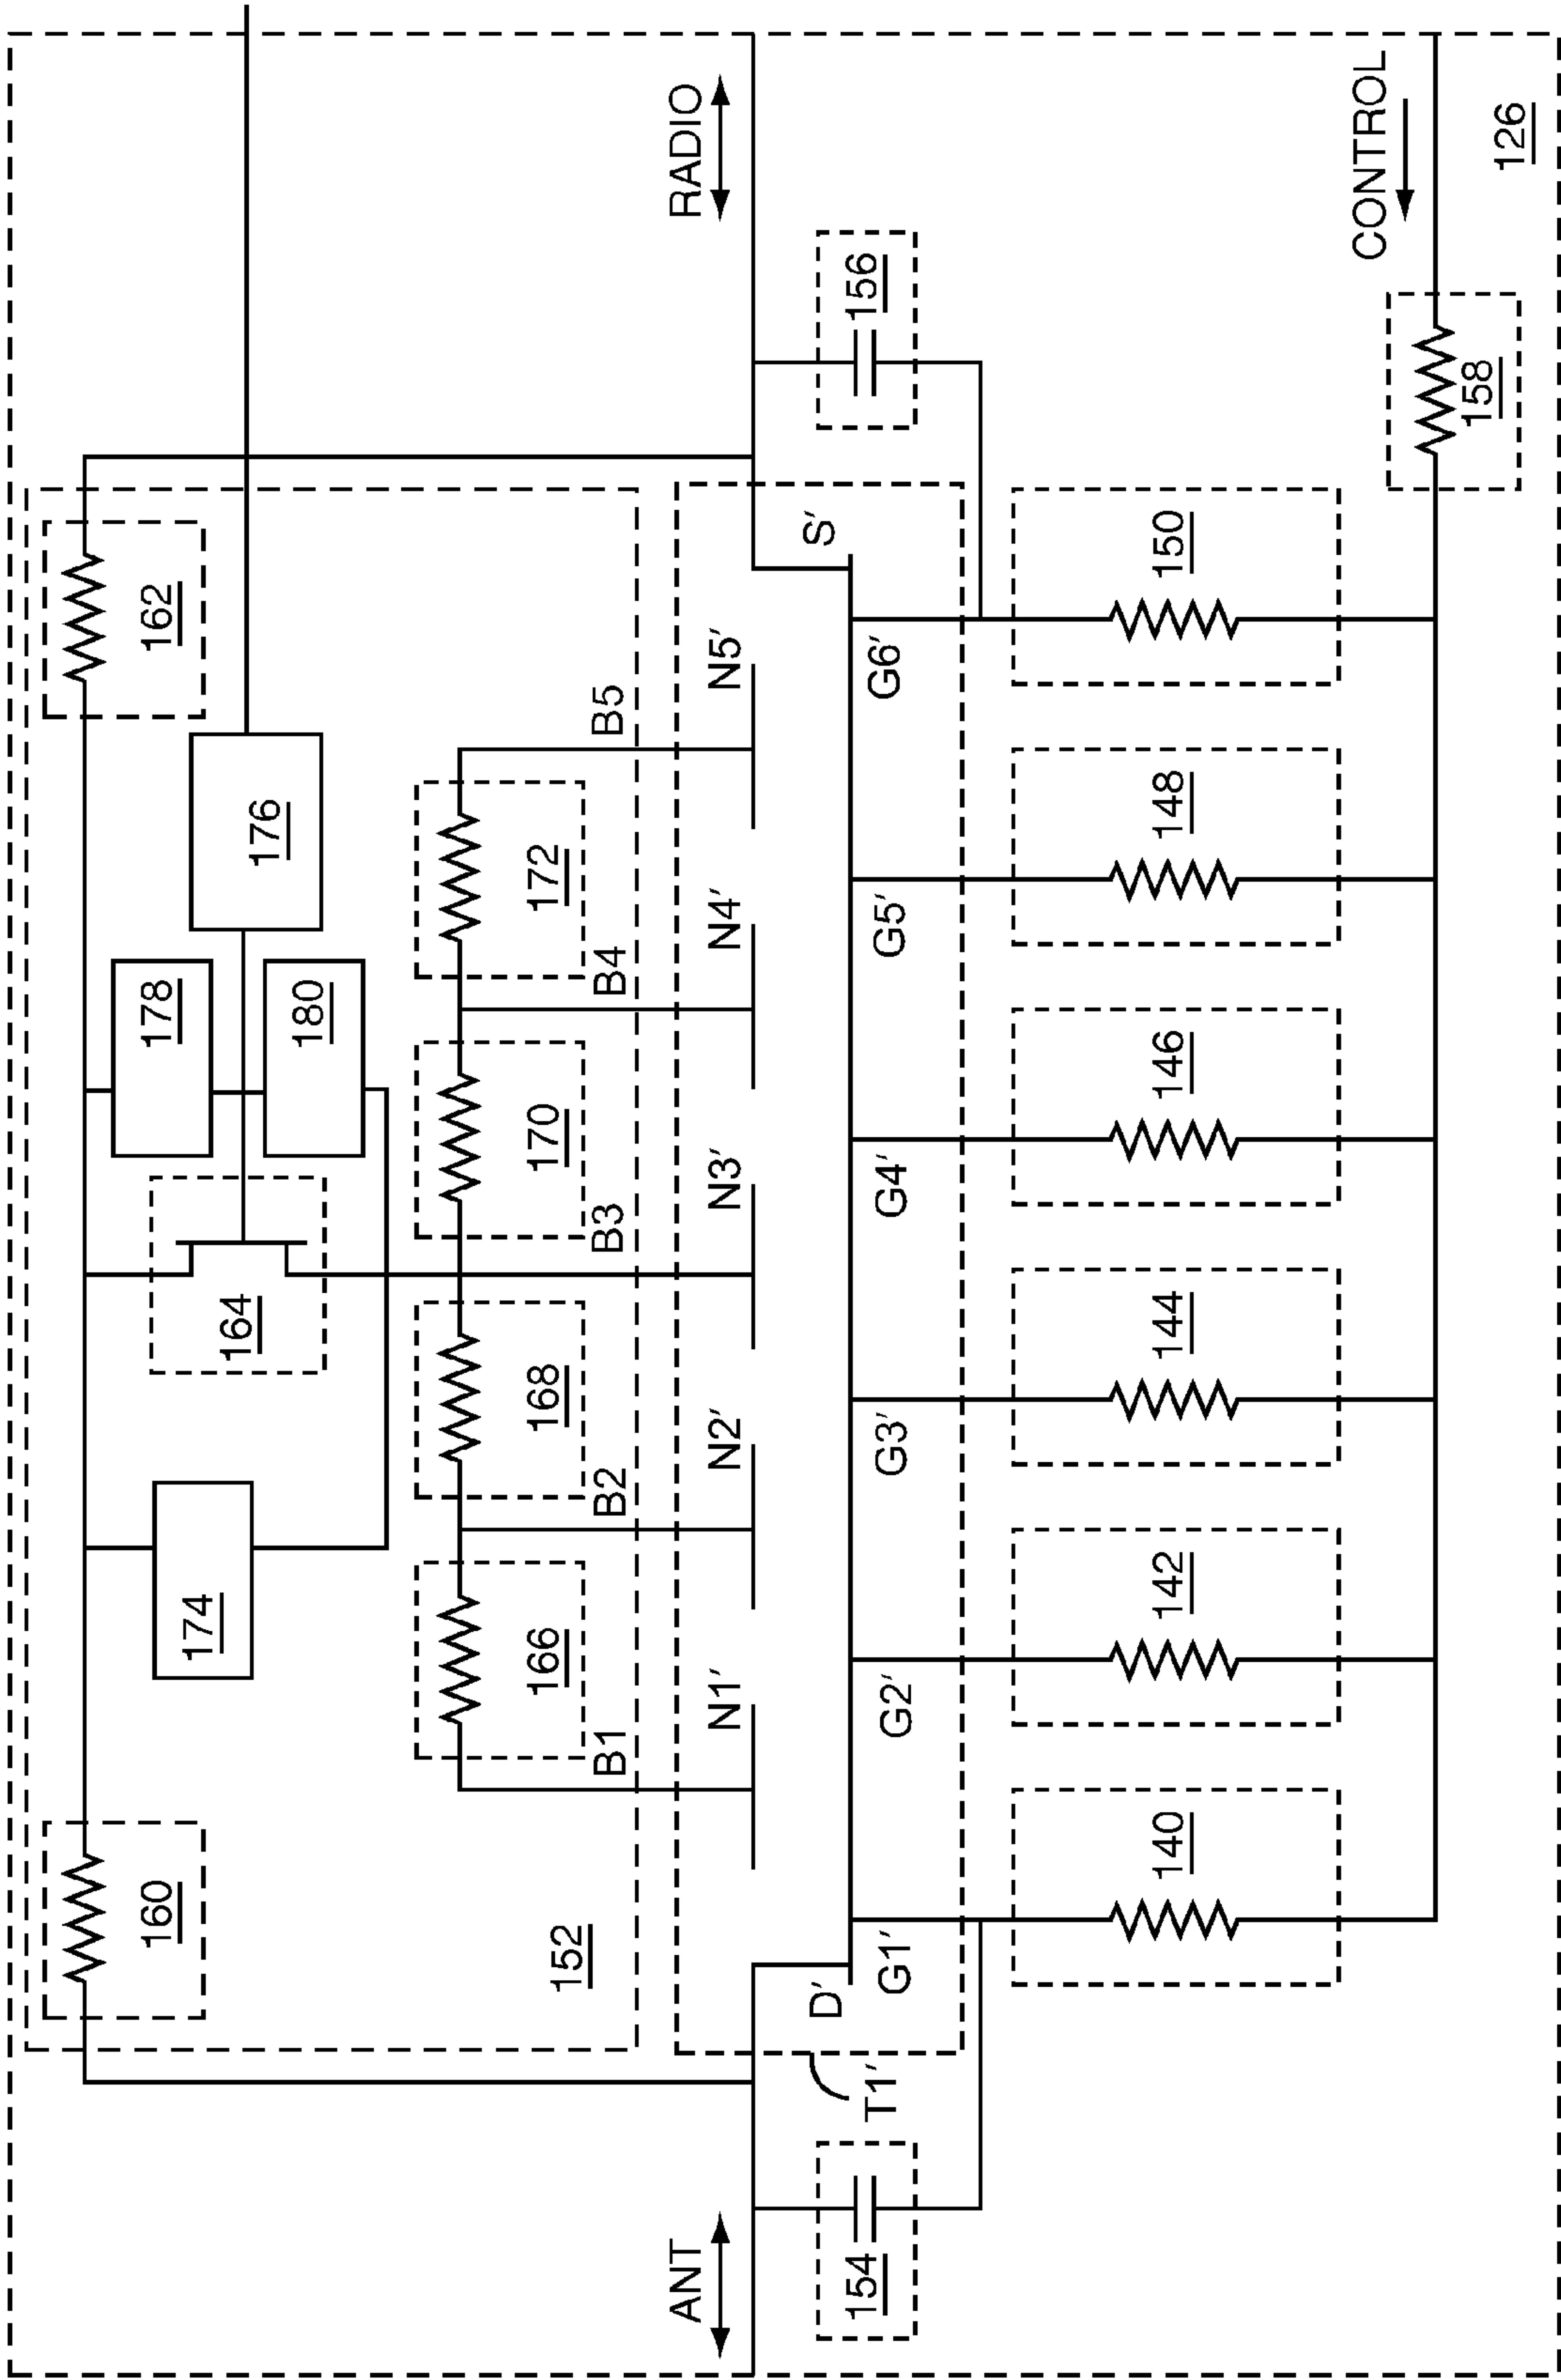 160
162
174
164
178
180
176
152
166
168
170
172
B1
B2
B3
B4
B5
ANT
RADIO
N1′
N2′
N3′
N4′
N5′
D′
S′
T1′
154
156
G1′
G2′
G3′
G4′
G5′
G6′
140
142
144
146
148
150
CONTROL
158
126